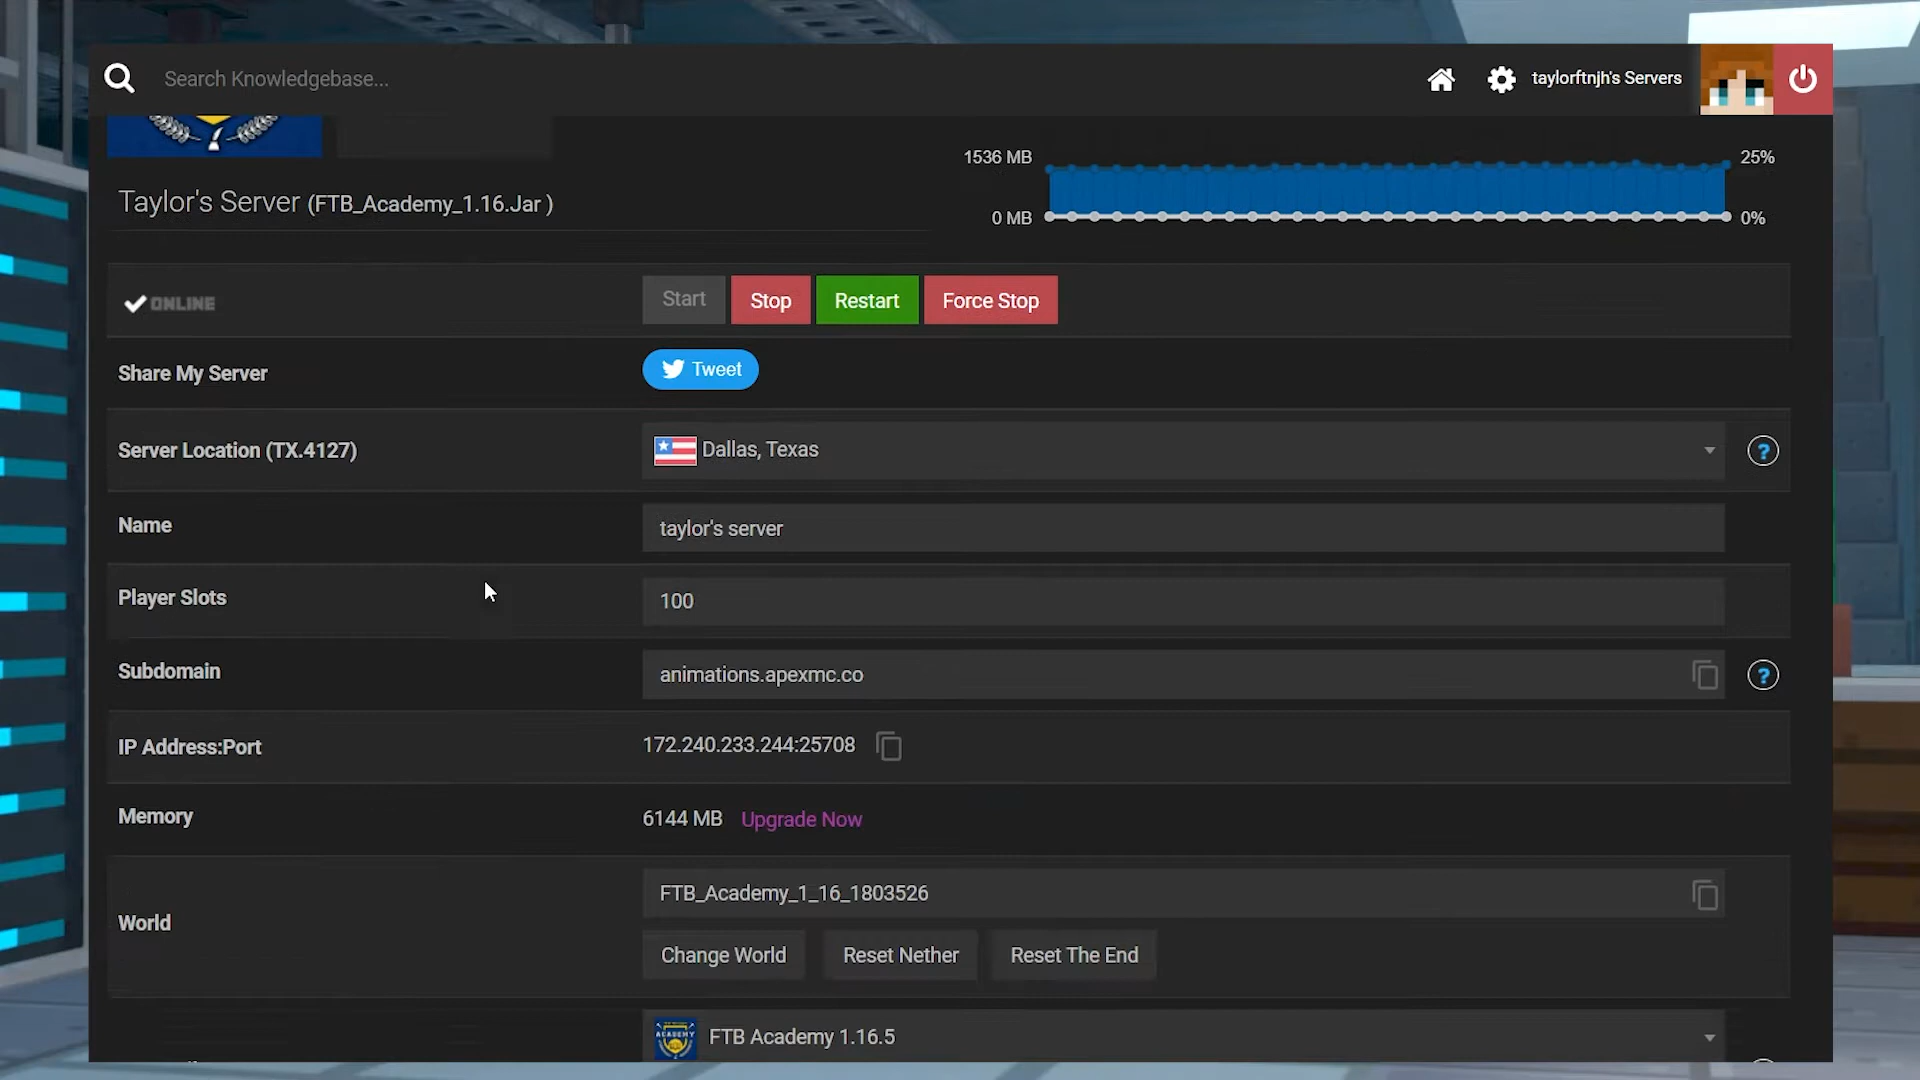 Search Knowledgebase...
taylorftnjh's Servers
1536 MB
25%
Taylor's Server (FTB_Academy_1.16.Jar )
0 MB
0%
ONLINE
Start
Stop
Restart
Force Stop
Share My Server
Tweet
Server Location (TX.4127)
Dallas, Texas
?
Name
taylor's server
Player Slots
100
Subdomain
animations.apexmc.co
?
IP Address:Port
172.240.233.244:25708
Memory
6144 MB
Upgrade Now
World
FTB_Academy_1_16_1803526
Change World
Reset Nether
Reset The End
ACADEMY
FTB Academy 1.16.5